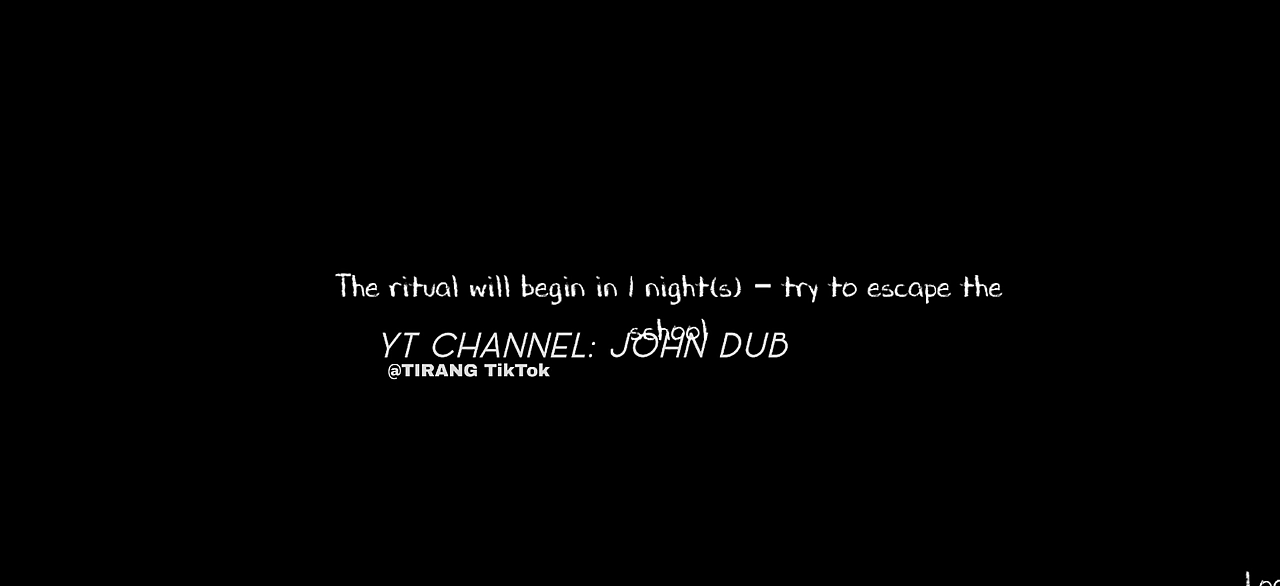 The ritual will begin in 1 night(s) - try to escape the
school
YT CHANNEL: JOHN DUB
@TIRANG TikTok